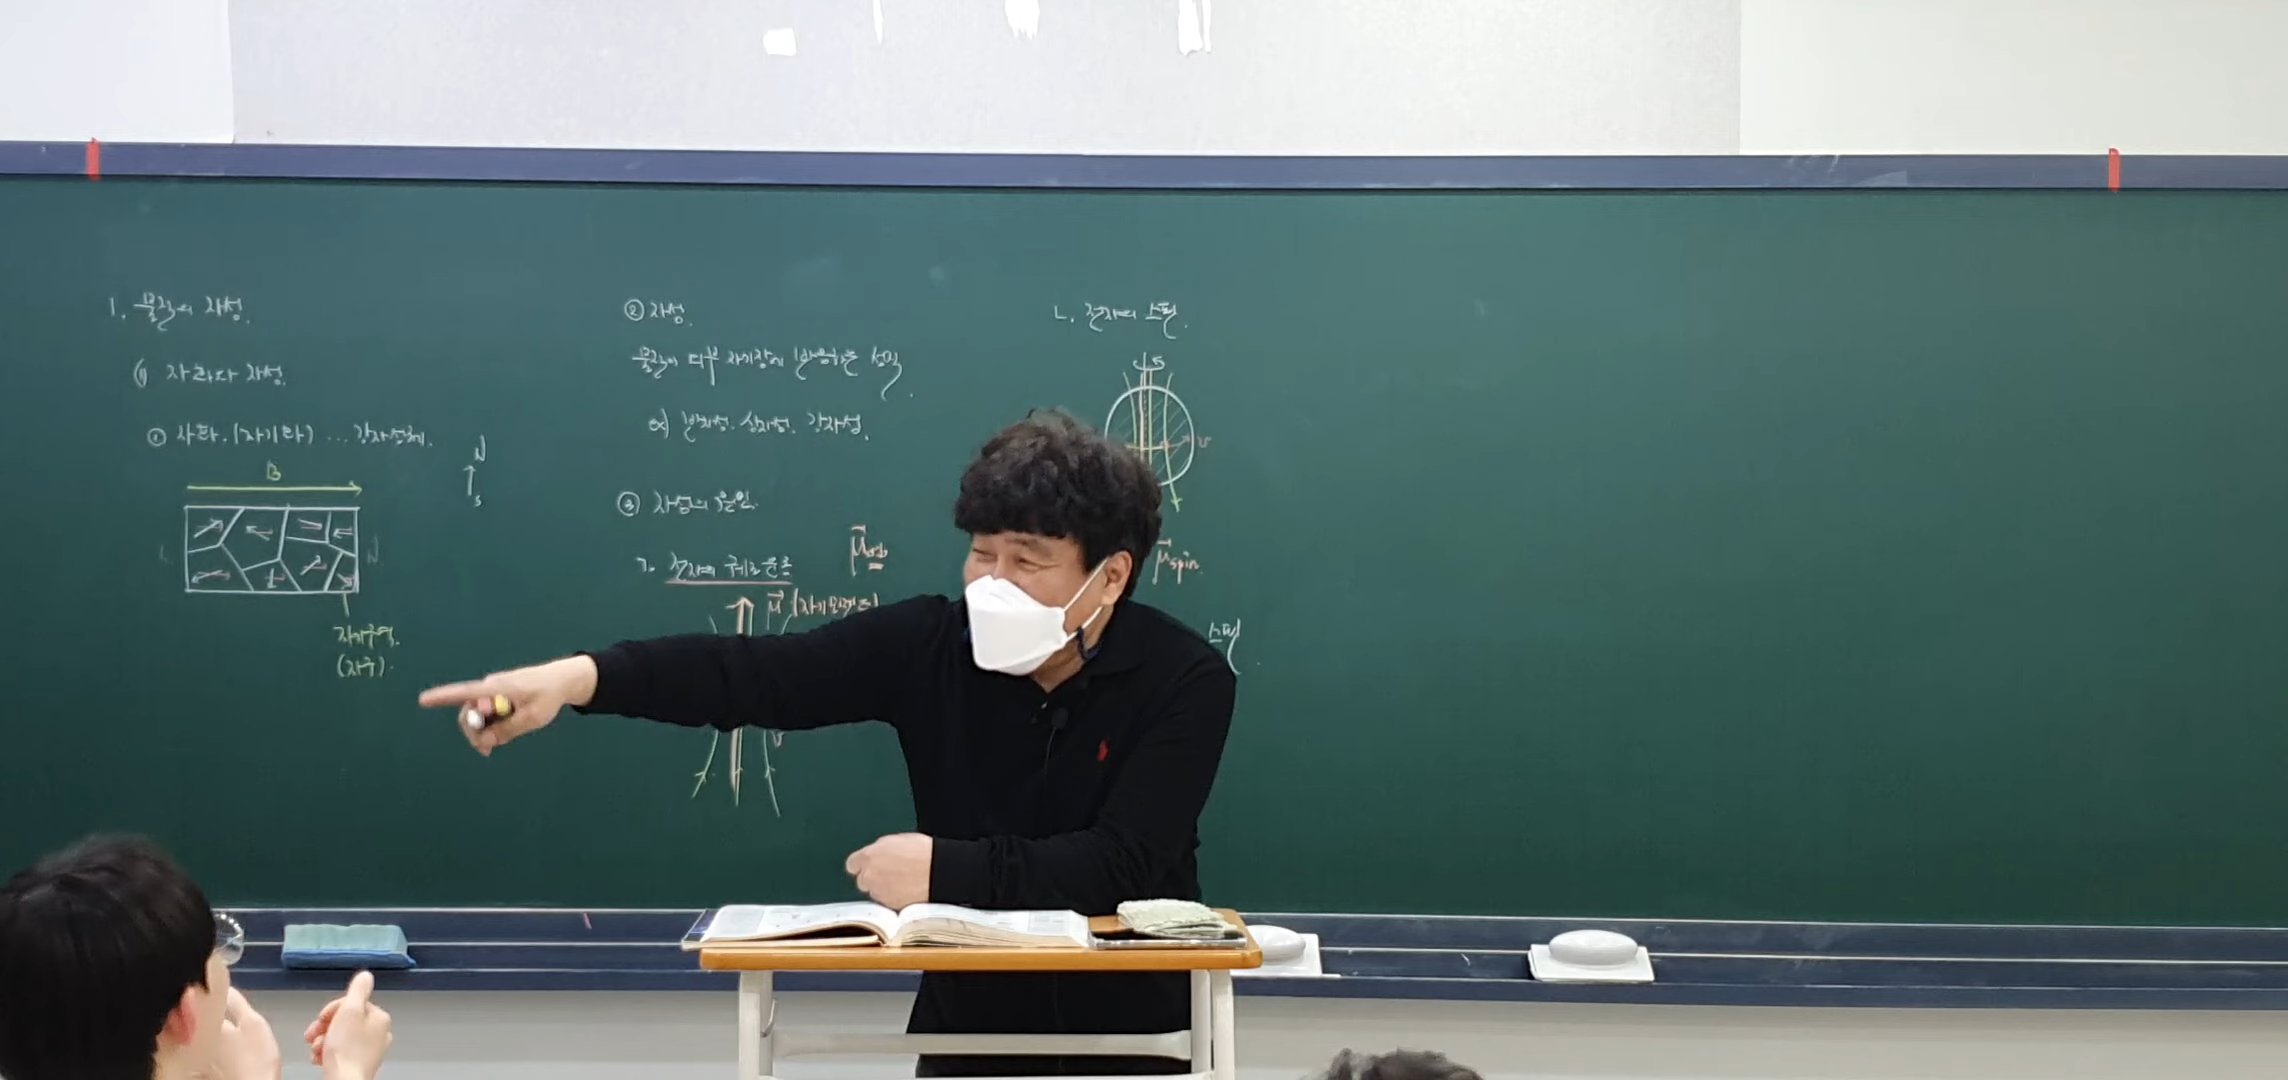 1. 물질의 자성.
(1) 자화와 자성.
① 자화.(자기화) ... 강자성체.
B
N
S
N
자기구역.
(자구).
② 자성.
물질이 외부 자기장에 반응하는 성질.
ex) 반자성. 상자성. 강자성.
③ 자성의 원인.
ㄱ. 전자의 궤도운동
μ⃗orb
μ⃗ (자기모멘트)
v
ㄴ. 전자의 스핀.
S
v
μ⃗spin.
스핀.